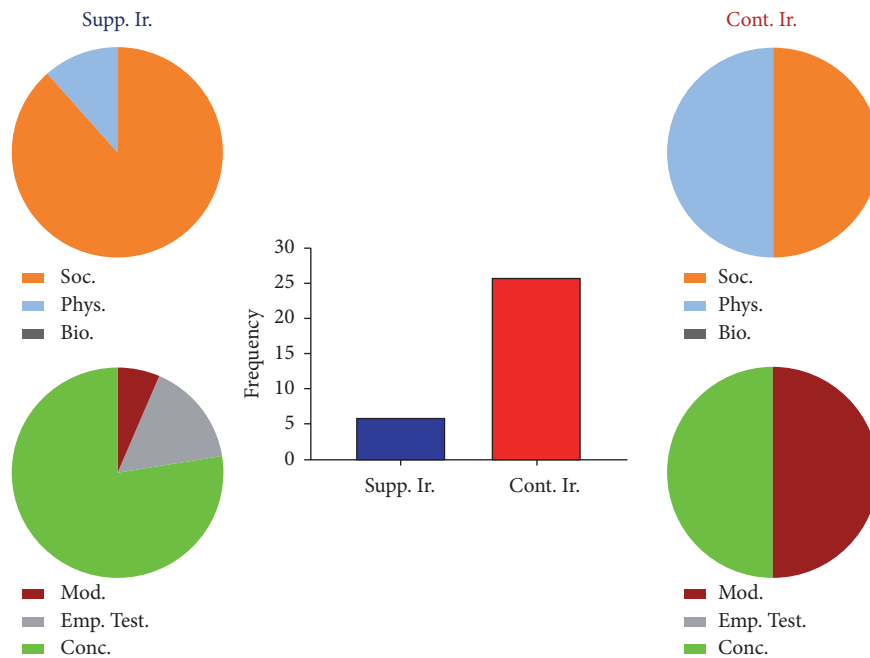 Supp. Ir.
Soc.
Phys.
Bio.
Mod.
Emp. Test.
Conc.
Frequency
30
25
20
15
10
5
0
Supp. Ir.
Cont. Ir.
Cont. Ir.
Soc.
Phys.
Bio.
Mod.
Emp. Test.
Conc.